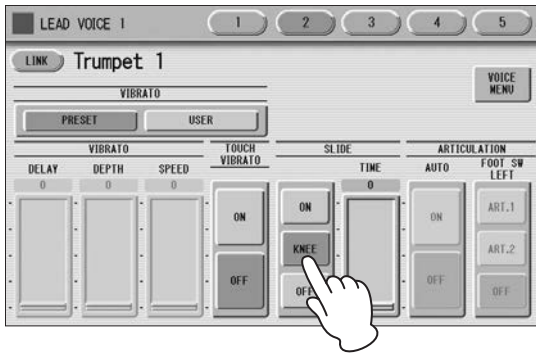 LEAD VOICE 1
1
2
3
4
5
LINK
Trumpet 1
VOICE
MENU
VIBRATO
PRESET
USER
VIBRATO
DELAY
DEPTH
SPEED
0
0
0
TOUCH
VIBRATO
ON
OFF
SLIDE
ON
KNEE
OFF
TIME
0
ARTICULATION
AUTO
ON
OFF
FOOT SW
LEFT
ART.1
ART.2
OFF